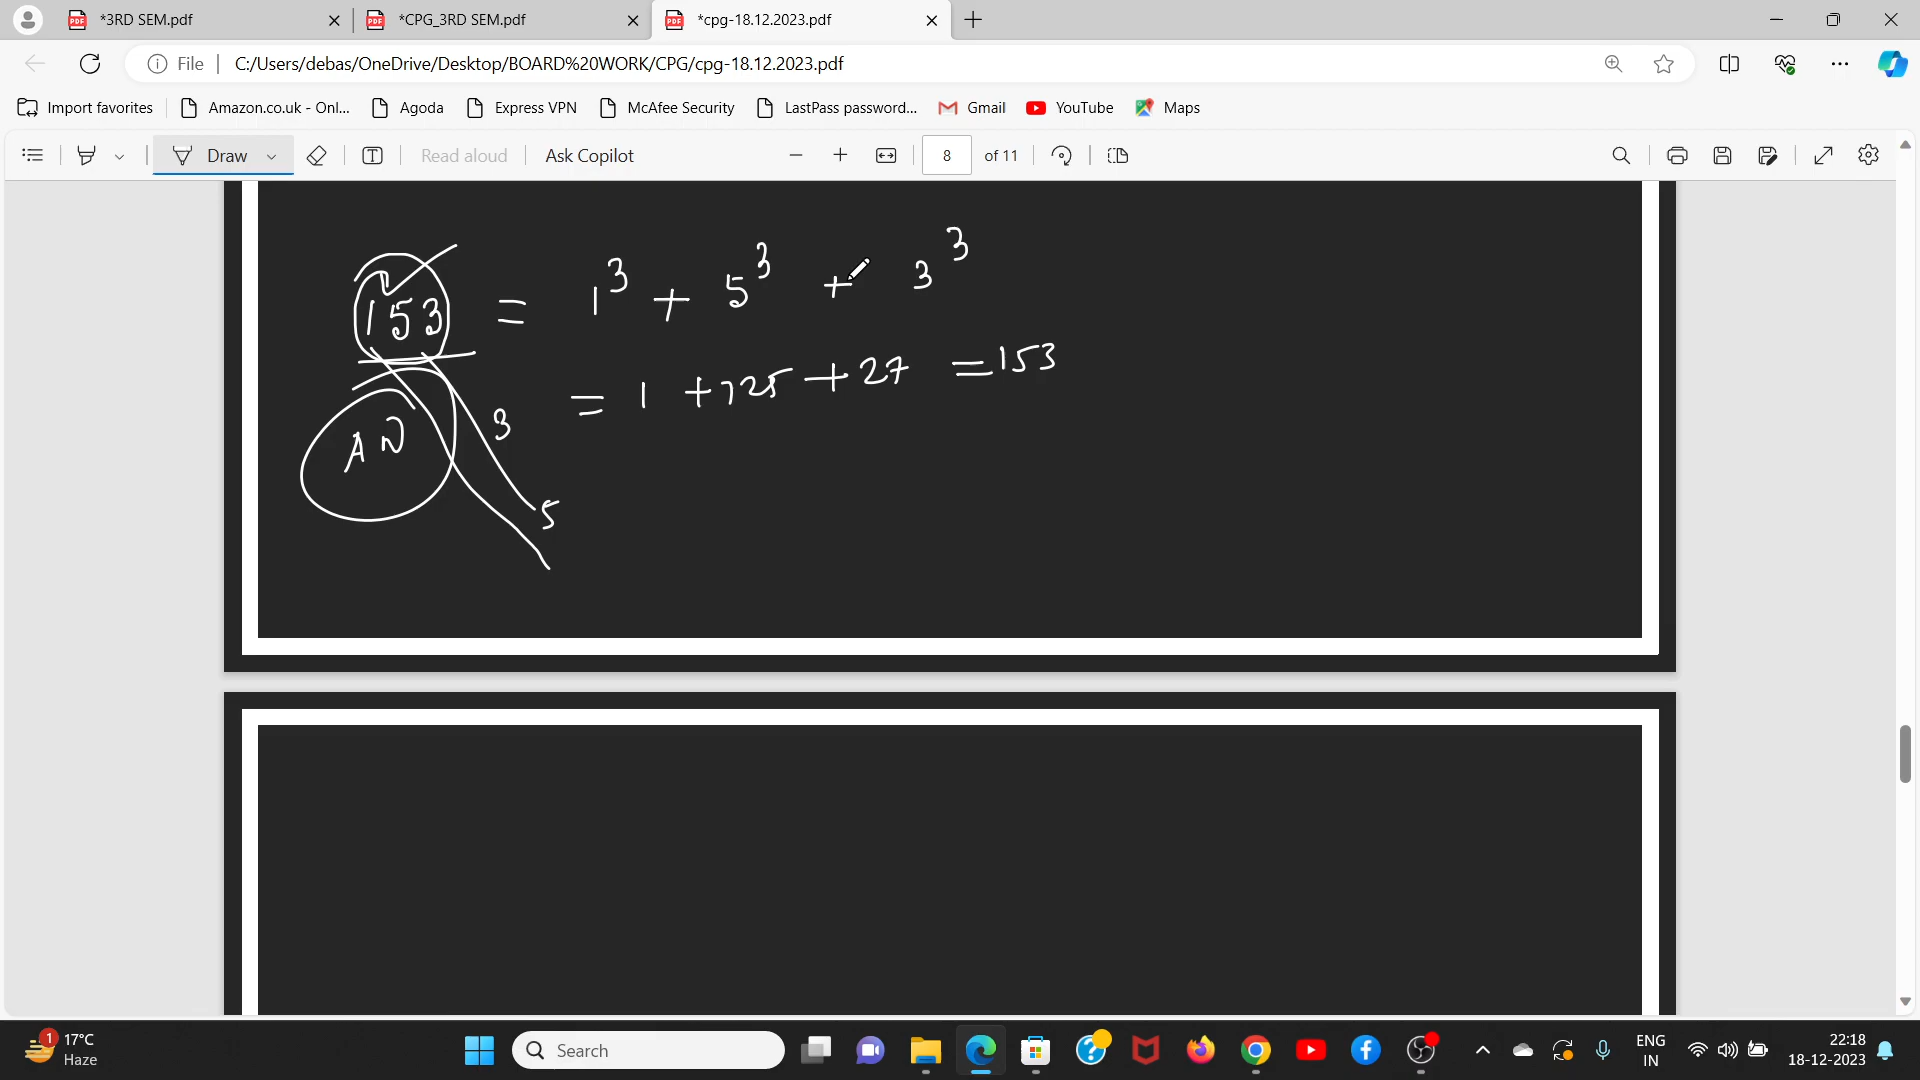 *3RD SEM.pdf
*CPG_3RD SEM.pdf
*cpg-18.12.2023.pdf
File | C:/Users/debas/OneDrive/Desktop/BOARD%20WORK/CPG/cpg-18.12.2023.pdf
Import favorites Amazon.co.uk - Onl... Agoda Express VPN McAfee Security LastPass password... Gmail YouTube Maps
Draw Read aloud Ask Copilot 8 of 11
153 = 1³ + 5³ + 3³
= 1 + 125 + 27 = 153
AN 3
5
1 17°C
Haze
Search
ENG
IN
22:18
18-12-2023